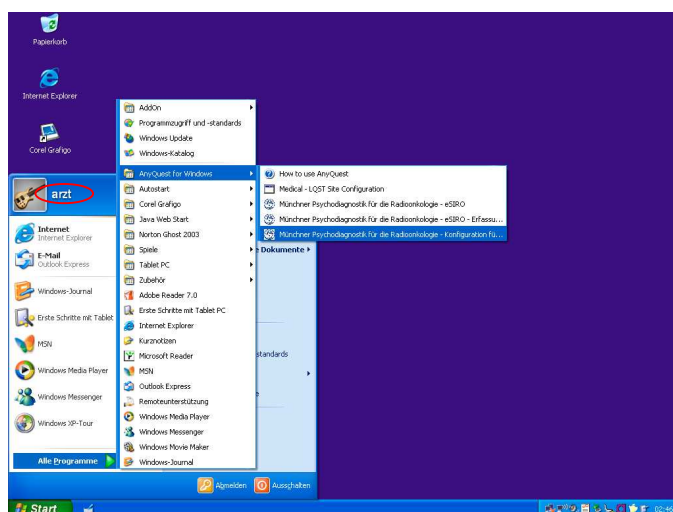 Papierkorb
Internet Explorer
Corel Grafigo
arzt
Internet
Internet Explorer
E-Mail
Outlook Express
Windows-Journal
Erste Schritte mit Tablet
MSN
Windows Media Player
Windows Messenger
Windows XP-Tour
Alle Programme
AddOn
Programmzugriff und -standards
Windows Update
Windows-Katalog
AnyQuest for Windows
Autostart
Corel Grafigo
Java Web Start
Norton Ghost 2003
Spiele
Tablet PC
Zubehör
Adobe Reader 7.0
Erste Schritte mit Tablet PC
Internet Explorer
Kurznotizen
Microsoft Reader
MSN
Outlook Express
Remoteunterstützung
Windows Media Player
Windows Messenger
Windows Movie Maker
Windows-Journal
How to use AnyQuest
Medical - LQST Site Configuration
Münchner Psychodiagnostik für die Radioonkologie - eSIRO
Münchner Psychodiagnostik für die Radioonkologie - eSIRO - Erfassu...
Münchner Psychodiagnostik für die Radioonkologie - Konfiguration fü...
e Dokumente
standards
Abmelden
Ausschalten
Start
02:46